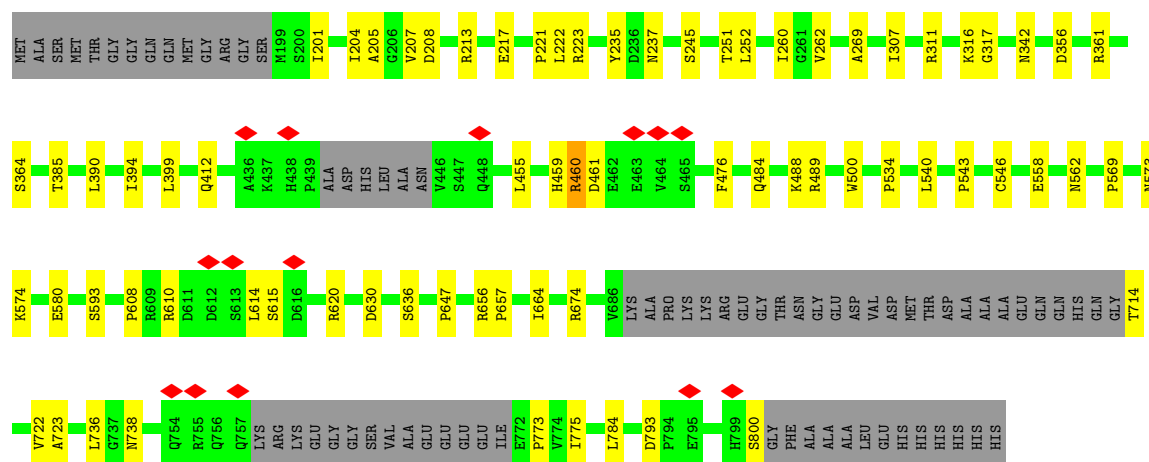 MET ALA SER MET THR GLY GLY GLN GLN MET GLY ARG GLY SER M199 S200 I201 I204 A205 G206 V207 D208 R213 E217 P221 L222 R223 Y235 D236 N237 S245 T251 L252 I260 G261 V262 A269 I307 R311 K316 G317 N342 D356 R361
S364 T385 L390 I394 L399 Q412 A436 K437 H438 P439 ALA ASP HIS LEU ALA ASN V446 S447 Q448 L455 H459 R460 D461 E462 E463 V464 S465 F476 Q484 K488 R489 W500 P534 L540 P543 C546 E558 N562 P569 N573
K574 E580 S593 P608 R609 R610 D611 D612 S613 L614 S615 D616 R620 D630 S636 P647 R656 P657 I664 R674 V686 LYS ALA PRO LYS LYS ARG GLU GLY THR ASN GLY GLU ASP VAL ASP MET THR ASP ALA ALA ALA GLU GLN GLN HIS GLN GLY T714
V722 A723 L736 G737 N738 Q754 R755 Q756 Q757 LYS ARG LYS GLU GLY GLY SER VAL ALA GLU GLU GLU GLU ILE E772 P773 V774 I775 L784 D793 P794 E795 H799 S800 GLY PHE ALA ALA ALA LEU GLU HIS HIS HIS HIS HIS HIS